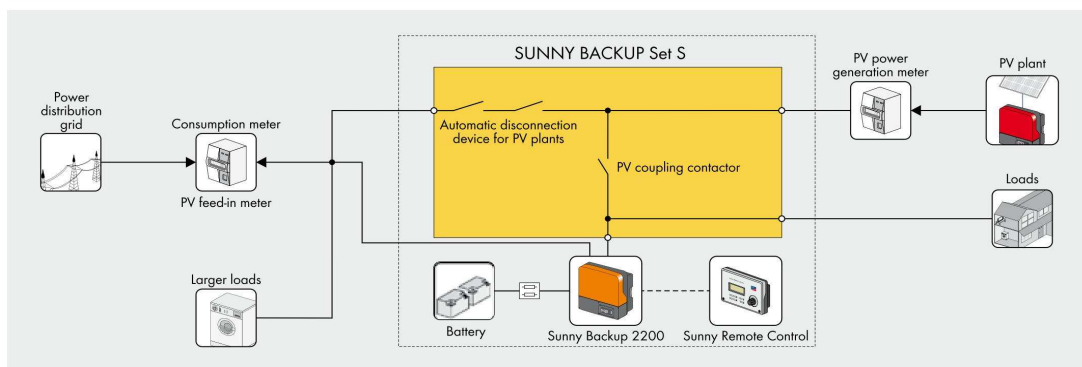 SUNNY BACKUP Set S
PV power
generation meter
PV plant
Power
distribution
grid
Consumption meter
Automatic disconnection
device for PV plants
PV coupling contactor
Loads
PV feed-in meter
Larger loads
Battery
Sunny Backup 2200
Sunny Remote Control